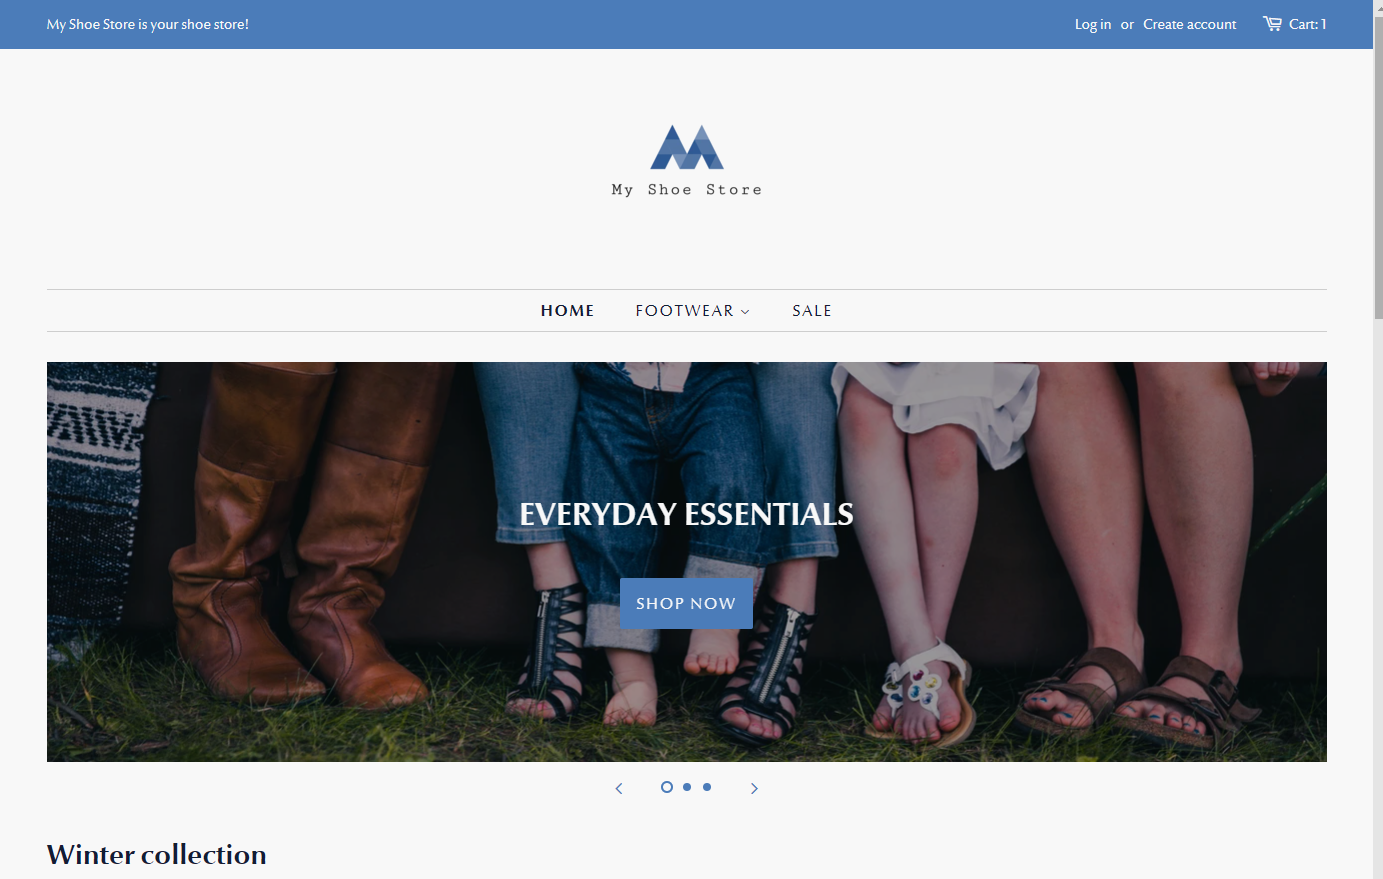 My Shoe Store is your shoe store!
Log in or Create account Cart: 1
My Shoe Store
HOME FOOTWEAR SALE
EVERYDAY ESSENTIALS
SHOP NOW
Winter collection